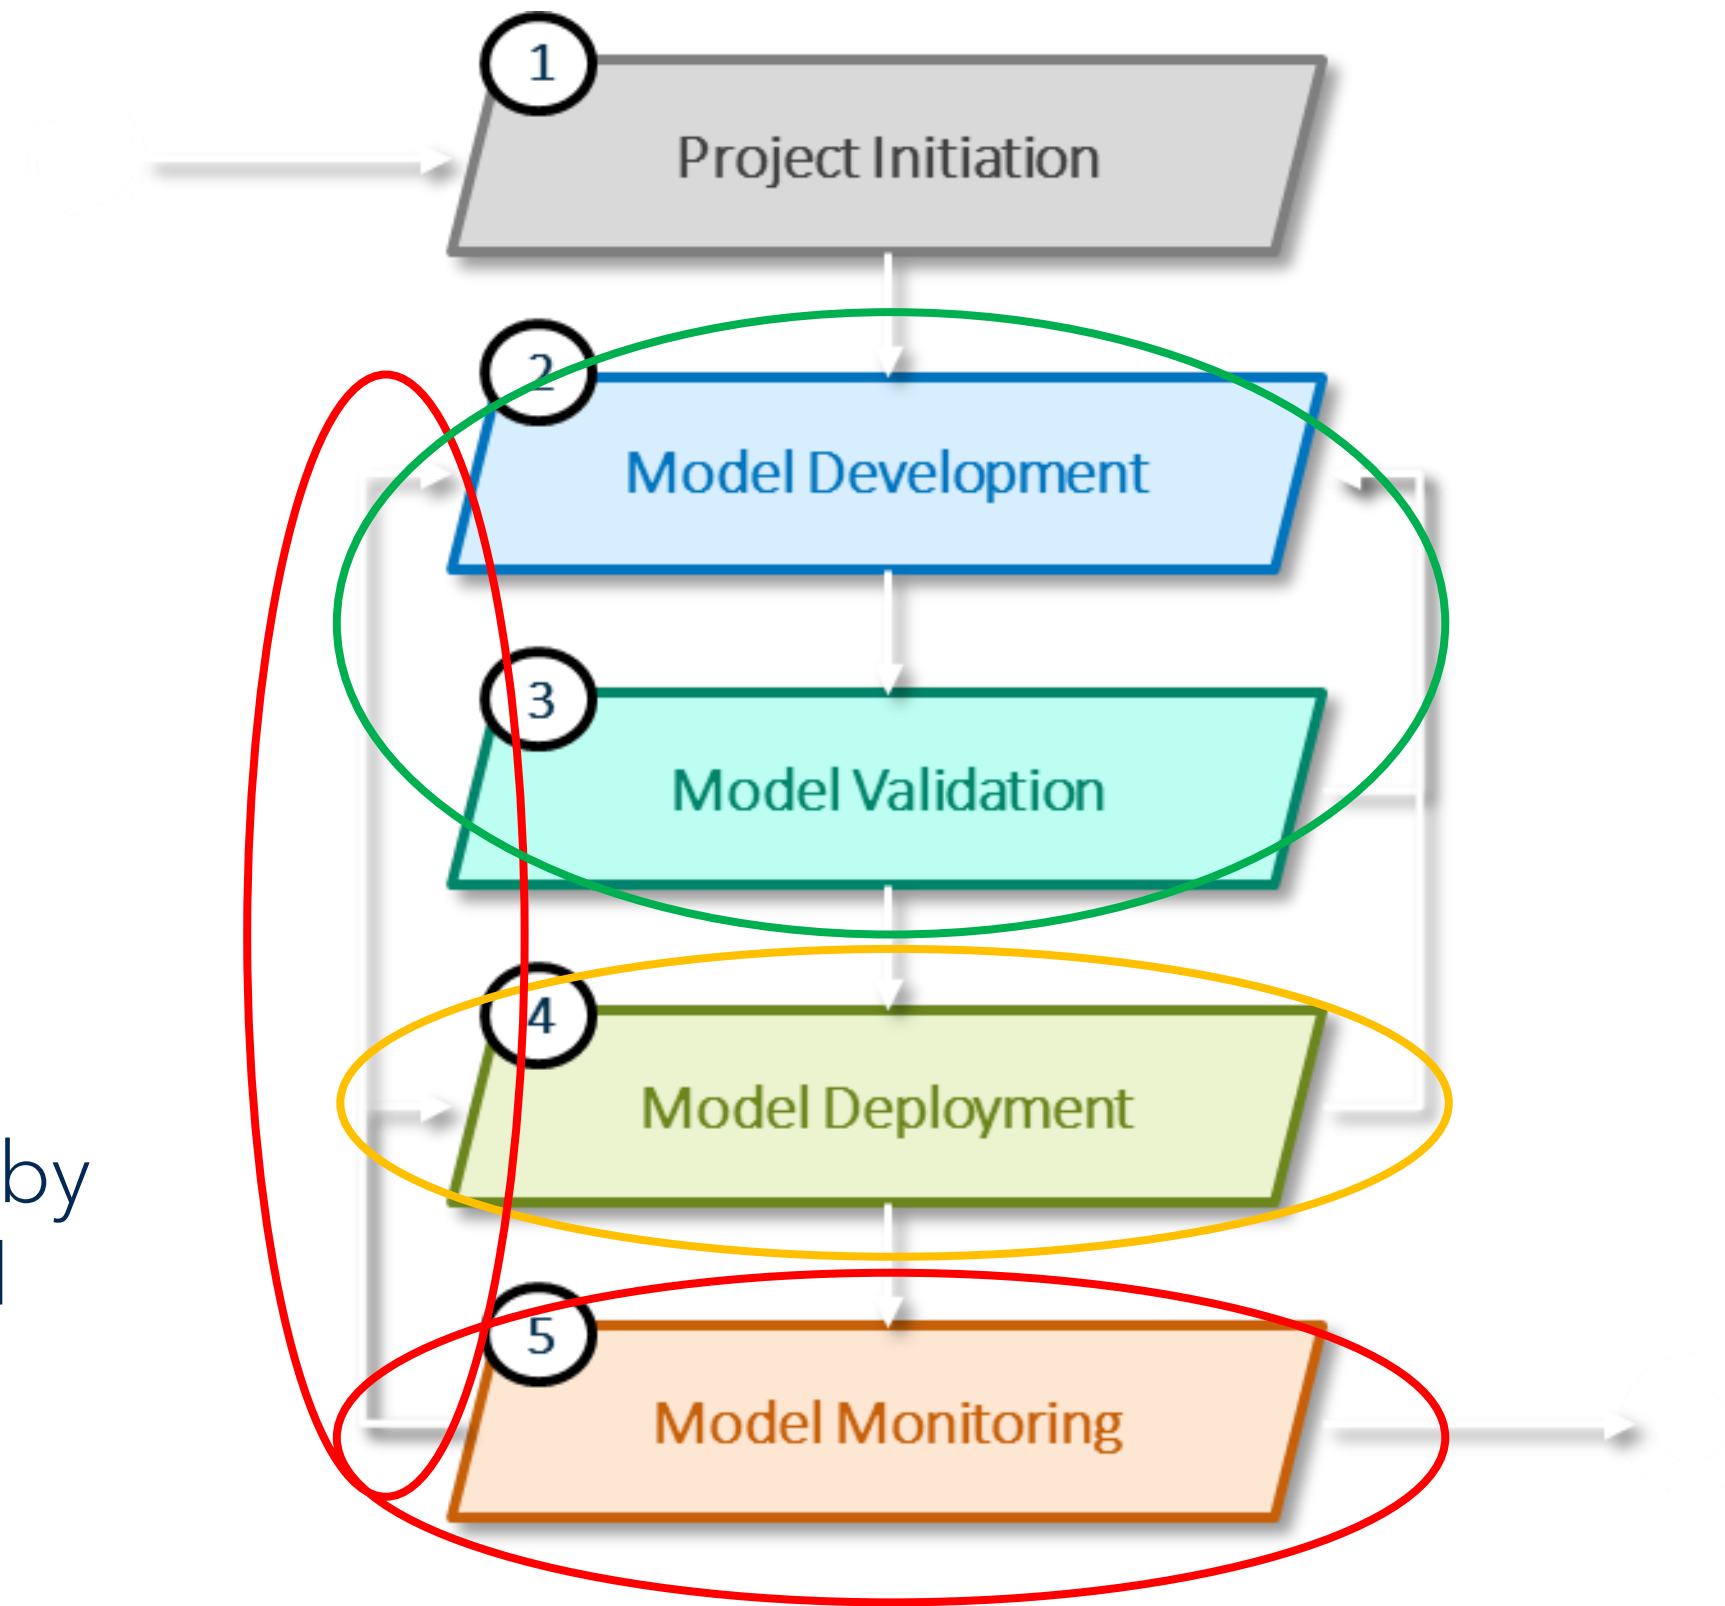 1
Project Initiation
2
Model Development
3
Model Validation
4
Model Deployment
by
5
Model Monitoring